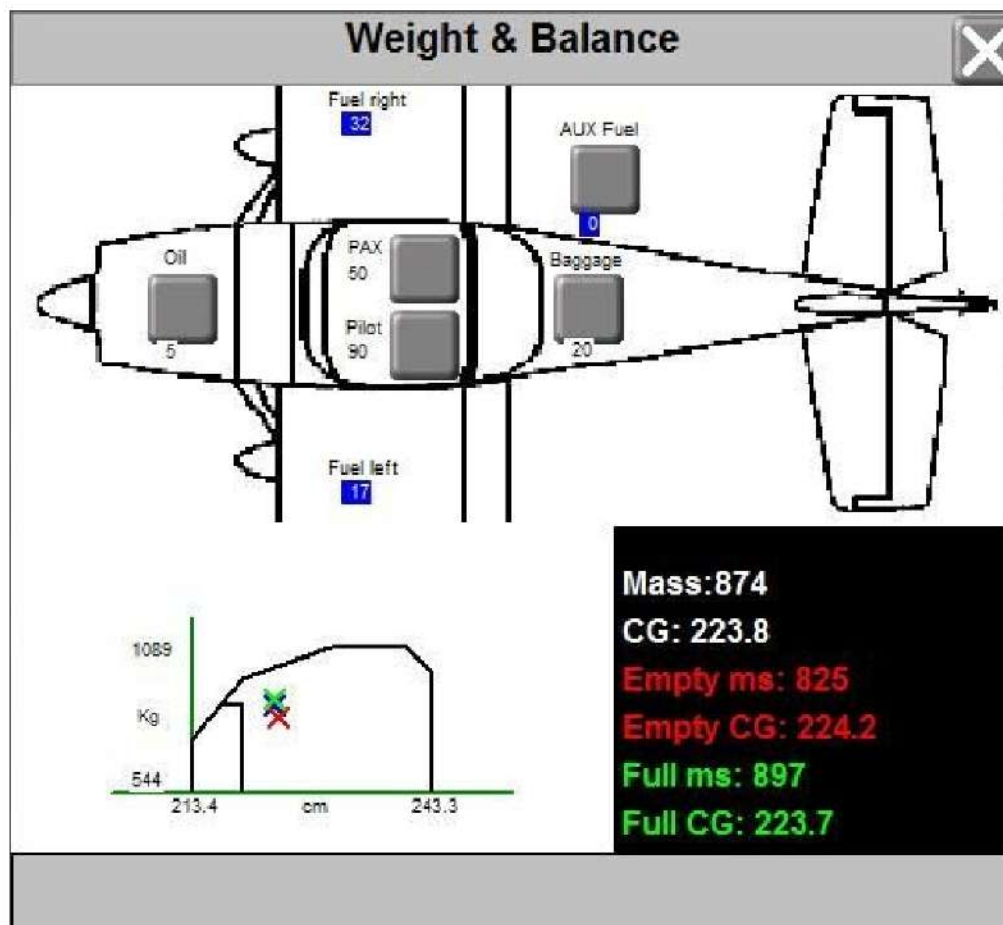 Weight & Balance
Fuel right
32
AUX Fuel
0
Oil
5
PAX
50
Pilot
90
Baggage
20
Fuel left
17
1089
Kg
544
213.4
cm
243.3
Mass:874
CG: 223.8
Empty ms: 825
Empty CG: 224.2
Full ms: 897
Full CG: 223.7